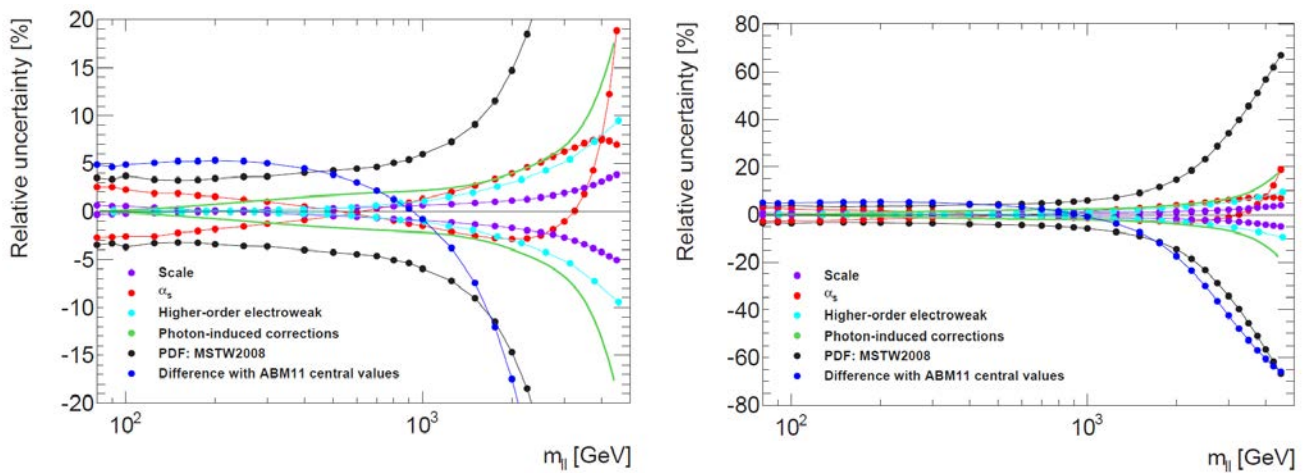 Relative uncertainty [%]
20
15
10
5
0
-5
-10
-15
-20
Scale
αs
Higher-order electroweak
Photon-induced corrections
PDF: MSTW2008
Difference with ABM11 central values
10²
10³
m_ll [GeV]
Relative uncertainty [%]
80
60
40
20
0
-20
-40
-60
-80
Scale
αs
Higher-order electroweak
Photon-induced corrections
PDF: MSTW2008
Difference with ABM11 central values
10²
10³
m_ll [GeV]